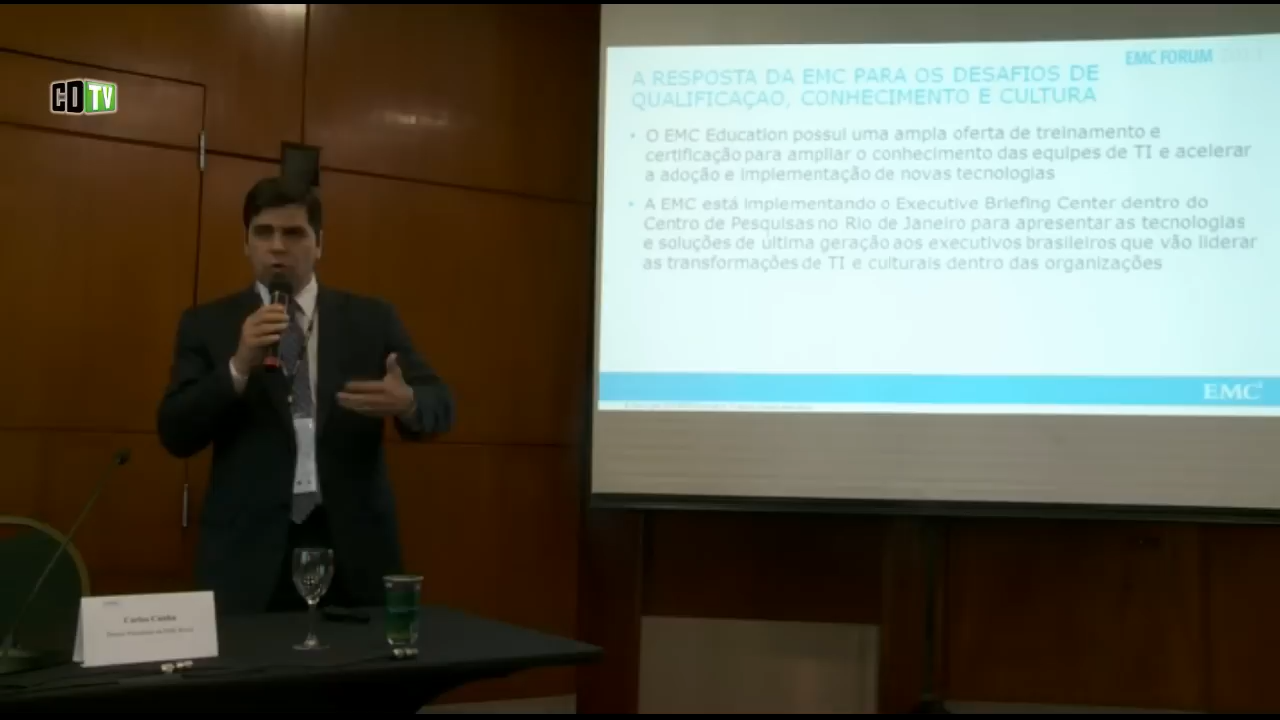 CDTV
EMC FORUM 2011
A RESPOSTA DA EMC PARA OS DESAFIOS DE
QUALIFICAÇAO, CONHECIMENTO E CULTURA
• O EMC Education possui uma ampla oferta de treinamento e
certificação para ampliar o conhecimento das equipes de TI e acelerar
a adoção e implementação de novas tecnologias
• A EMC está implementando o Executive Briefing Center dentro do
Centro de Pesquisas no Rio de Janeiro para apresentar as tecnologias
e soluções de última geração aos executivos brasileiros que vão liderar
as transformações de TI e culturais dentro das organizações
EMC²
Carlos Cunha